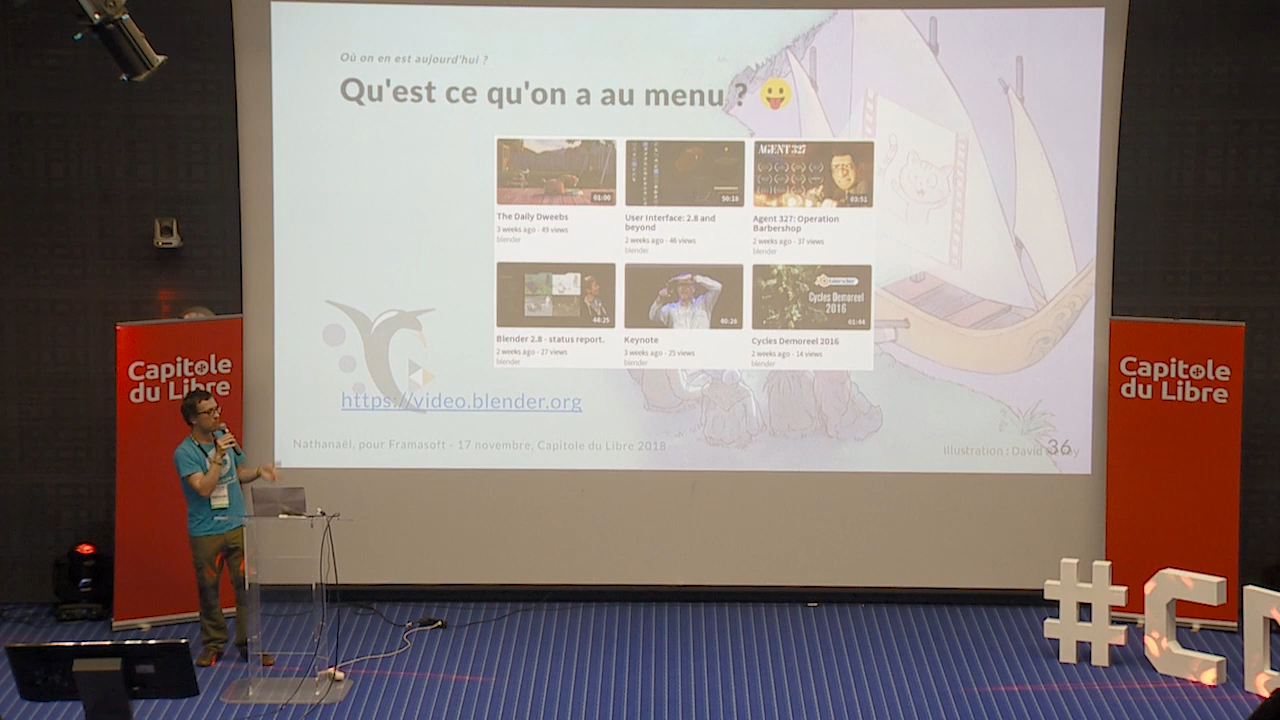 Où on en est aujourd'hui ?
Qu'est ce qu'on a au menu ?
01:00
50:10
AGENT 327
03:51
The Daily Dweebs
3 weeks ago - 49 views
blender
User Interface: 2.8 and
beyond
2 weeks ago - 46 views
blender
Agent 327: Operation
Barbershop
2 weeks ago - 37 views
blender
44:25
40:26
Cycles Demoreel
2016
01:44
Blender 2.8 - status report.
2 weeks ago - 27 views
blender
Keynote
3 weeks ago - 25 views
blender
Cycles Demoreel 2016
2 weeks ago - 14 views
blender
https://video.blender.org
Nathanaël, pour Framasoft - 17 novembre, Capitole du Libre 2018
Illustration : David
36
Capitole
du Libre
Capitole
du Libre
#C